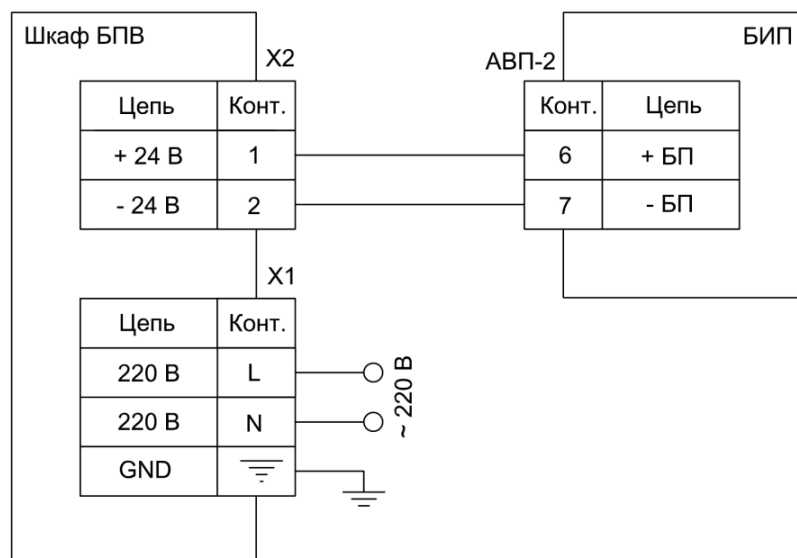 Шкаф БПВ
БИП
X2
АВП-2
Цепь Конт.
Конт. Цепь
+ 24 В 1
6 + БП
- 24 В 2
7 - БП
X1
Цепь Конт.
220 В L
220 В N
~ 220 В
GND